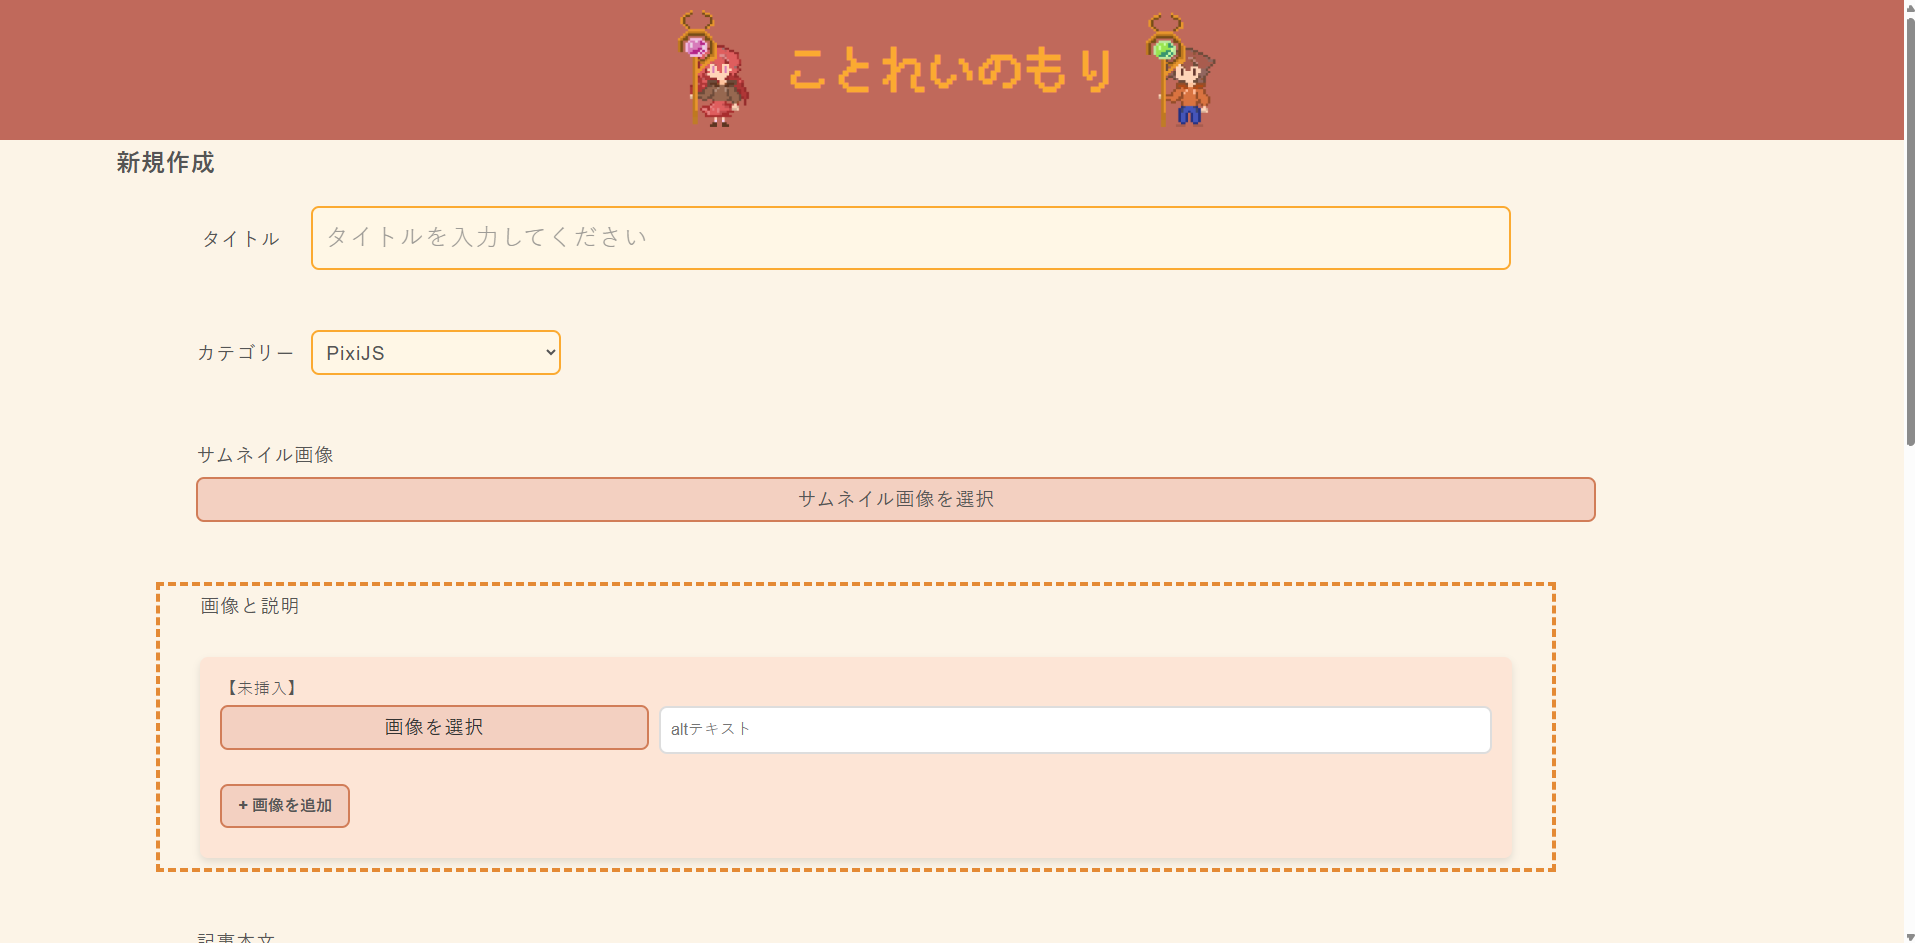 ことれいのもり
新規作成
タイトル
タイトルを入力してください
カテゴリー
PixiJS
サムネイル画像
サムネイル画像を選択
画像と説明
【未挿入】
画像を選択
altテキスト
+ 画像を追加
記事本文